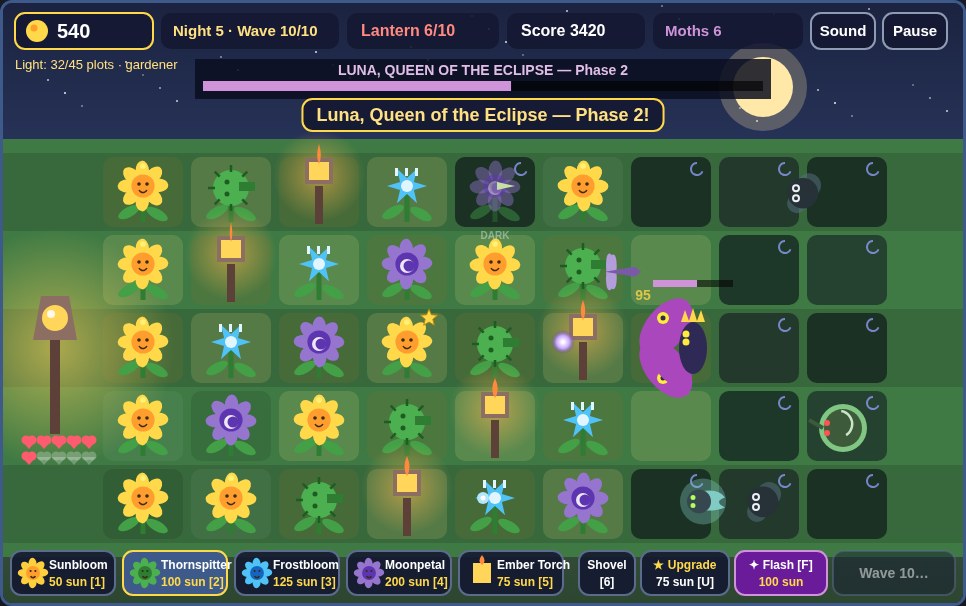 540
Night 5 · Wave 10/10
Lantern 6/10
Score 3420
Moths 6
Sound
Pause
Light: 32/45 plots · gardener
LUNA, QUEEN OF THE ECLIPSE — Phase 2
Luna, Queen of the Eclipse — Phase 2!
DARK
95
Sunbloom
50 sun [1]
Thornspitter
100 sun [2]
Frostbloom
125 sun [3]
Moonpetal
200 sun [4]
Ember Torch
75 sun [5]
Shovel
[6]
★ Upgrade
75 sun [U]
✦ Flash [F]
100 sun
Wave 10…